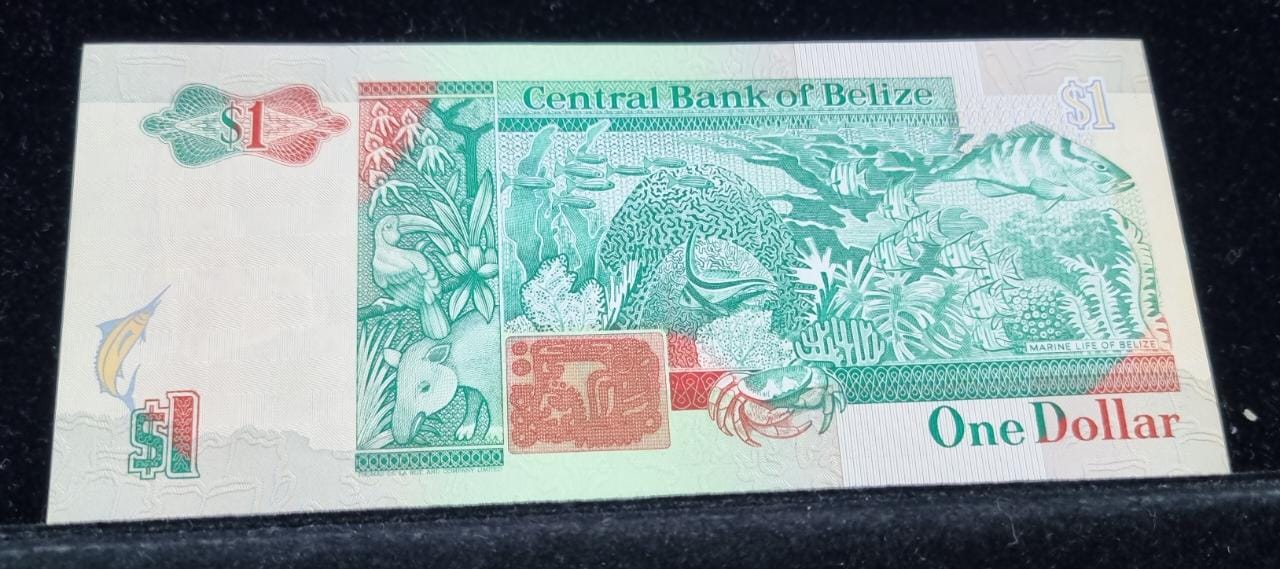 $1
Central Bank of Belize
$1
MARINE LIFE OF BELIZE
$1
One Dollar